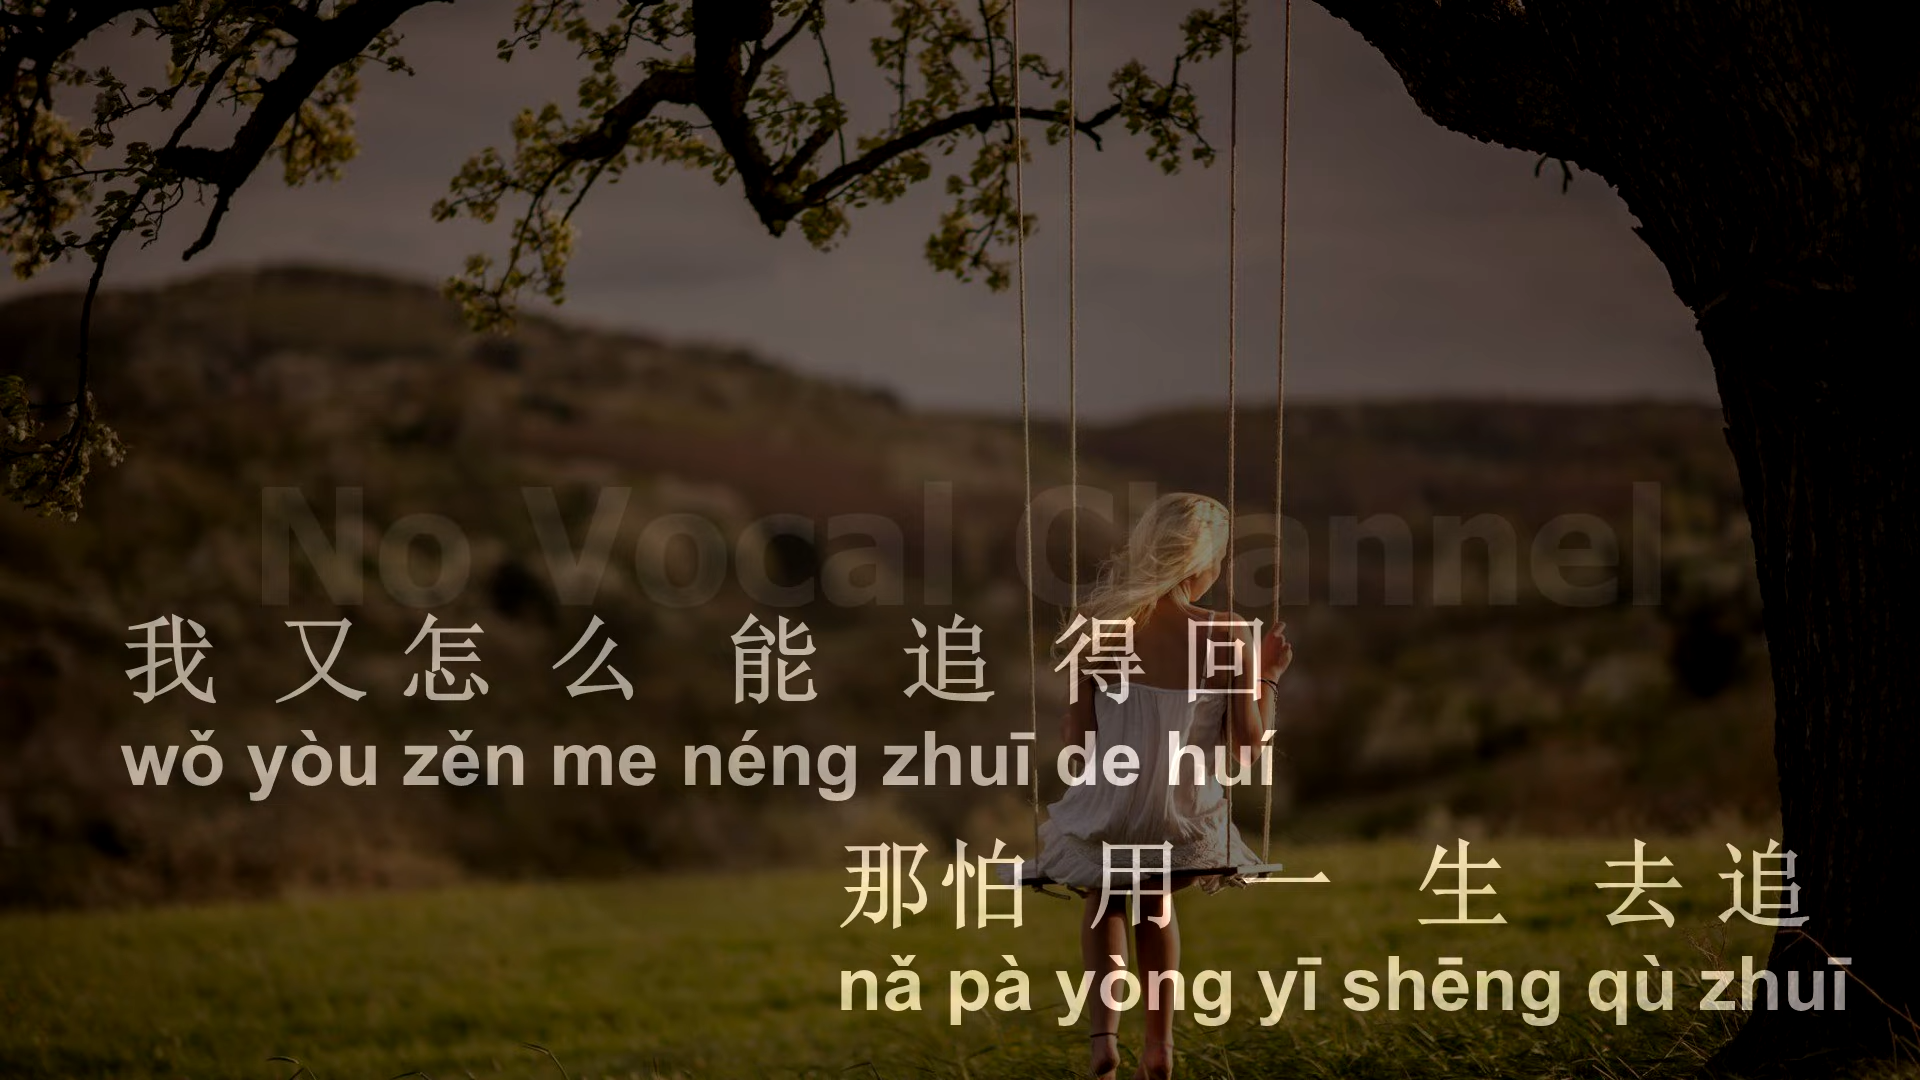 No Vocal Channel
我 又 怎 么 能 追 得 回
wǒ yòu zěn me néng zhuī de huí
那 怕 用 一 生 去 追
nǎ pà yòng yī shēng qù zhuī